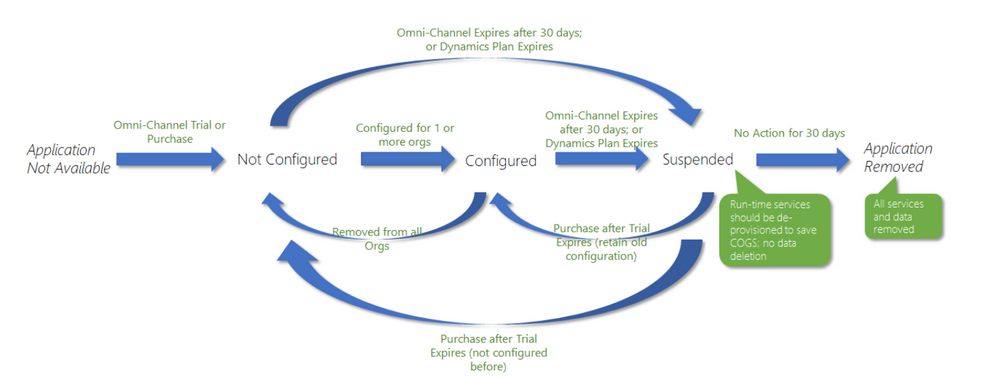 Omni-Channel Expires after 30 days;
or Dynamics Plan Expires
Omni-Channel Trial or
Purchase
Configured for 1 or
more orgs
Omni-Channel Expires
after 30 days; or
Dynamics Plan Expires
No Action for 30 days
Application
Not Available
Not Configured
Configured
Suspended
Application
Removed
Removed from all
Orgs
Purchase after Trial
Expires (retain old
configuration)
Run-time services
should be de-
provisioned to save
COGS; no data
deletion
All services
and data
removed
Purchase after Trial
Expires (not configured
before)